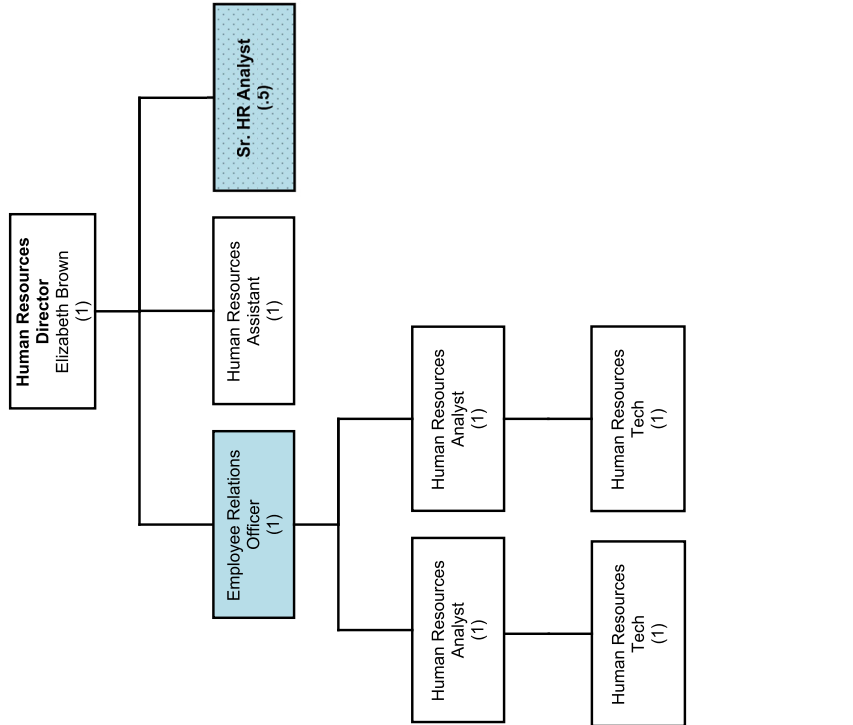 Human Resources
Director
Elizabeth Brown
(1)
Employee Relations
Officer
(1)
Human Resources
Assistant
(1)
Sr. HR Analyst
(.5)
Human Resources
Analyst
(1)
Human Resources
Analyst
(1)
Human Resources
Tech
(1)
Human Resources
Tech
(1)